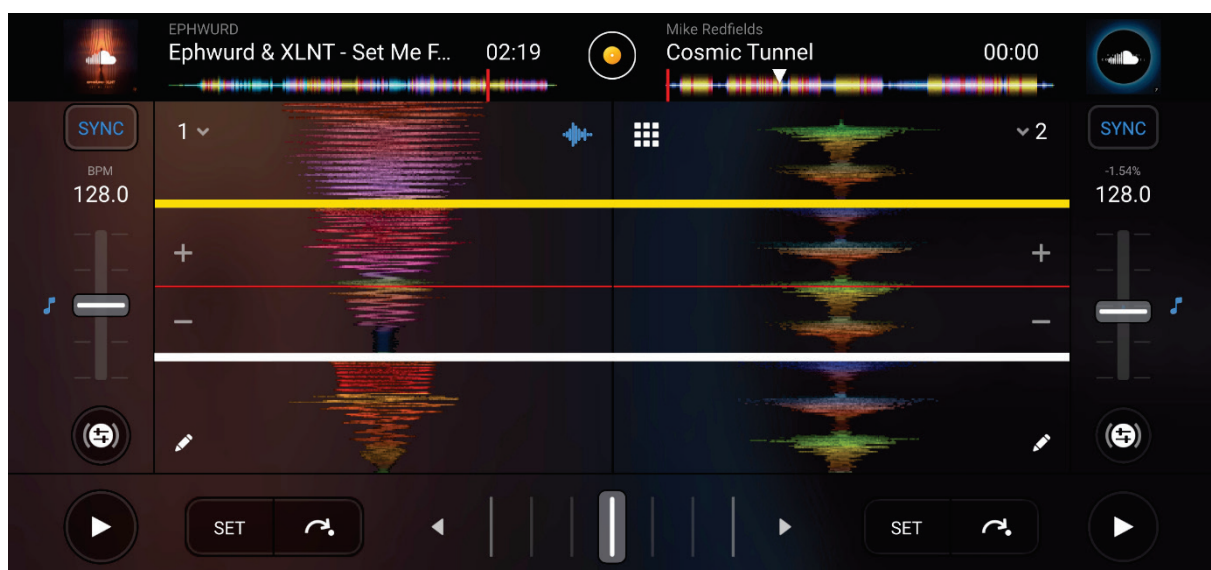 EPHWURD
Ephwurd & XLNT - Set Me F... 02:19
Mike Redfields
Cosmic Tunnel 00:00
SYNC
1
2
SYNC
BPM
128.0
-1.54%
128.0
SET
SET